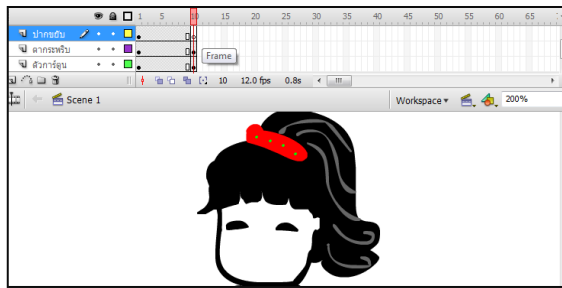 1 5 10 15 20 25 30 35 40 45 50 55 60 65
ปากขยับ
ตากระพริบ
Frame
ตัวการ์ตูน
10 12.0 fps 0.8s
Scene 1 Workspace 200%